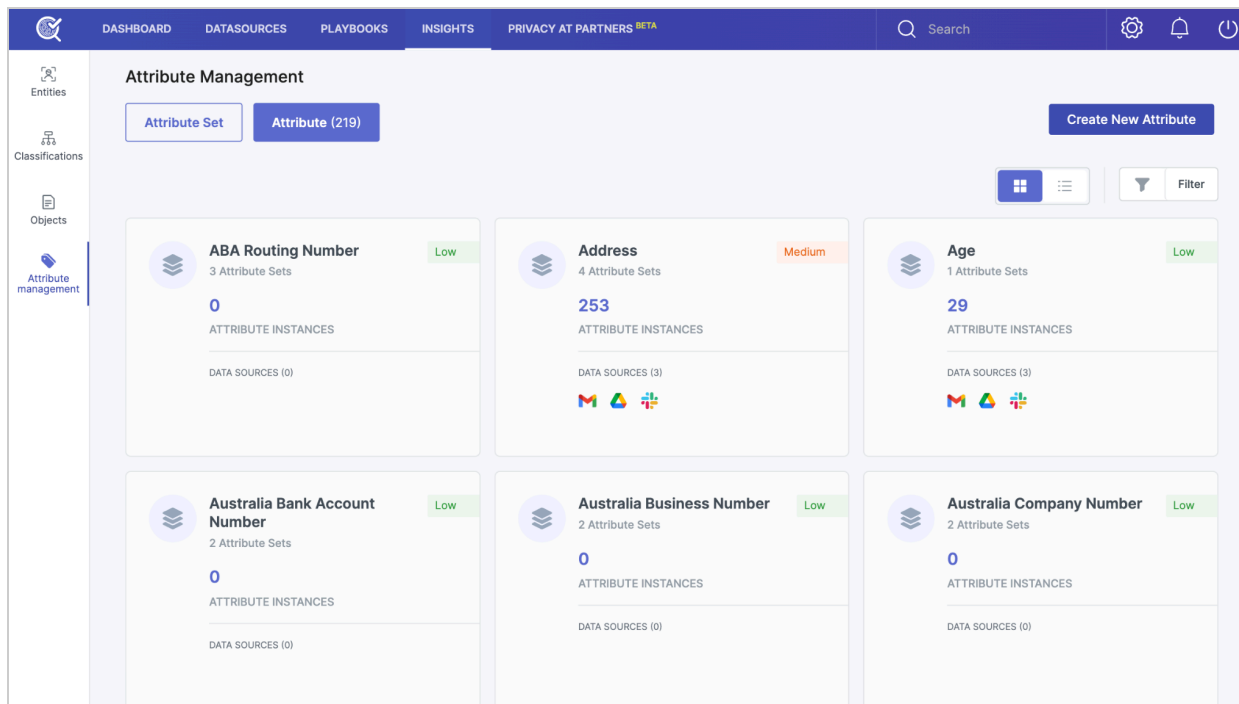 DASHBOARD DATASOURCES PLAYBOOKS INSIGHTS PRIVACY AT PARTNERS BETA Search
Entities
Classifications
Objects
Attribute
management
Attribute Management
Attribute Set Attribute (219) Create New Attribute
Filter
ABA Routing Number Low
3 Attribute Sets
0
ATTRIBUTE INSTANCES
DATA SOURCES (0)
Address Medium
4 Attribute Sets
253
ATTRIBUTE INSTANCES
DATA SOURCES (3)
Age Low
1 Attribute Sets
29
ATTRIBUTE INSTANCES
DATA SOURCES (3)
Australia Bank Account Low
Number
2 Attribute Sets
0
ATTRIBUTE INSTANCES
DATA SOURCES (0)
Australia Business Number Low
2 Attribute Sets
0
ATTRIBUTE INSTANCES
DATA SOURCES (0)
Australia Company Number Low
2 Attribute Sets
0
ATTRIBUTE INSTANCES
DATA SOURCES (0)